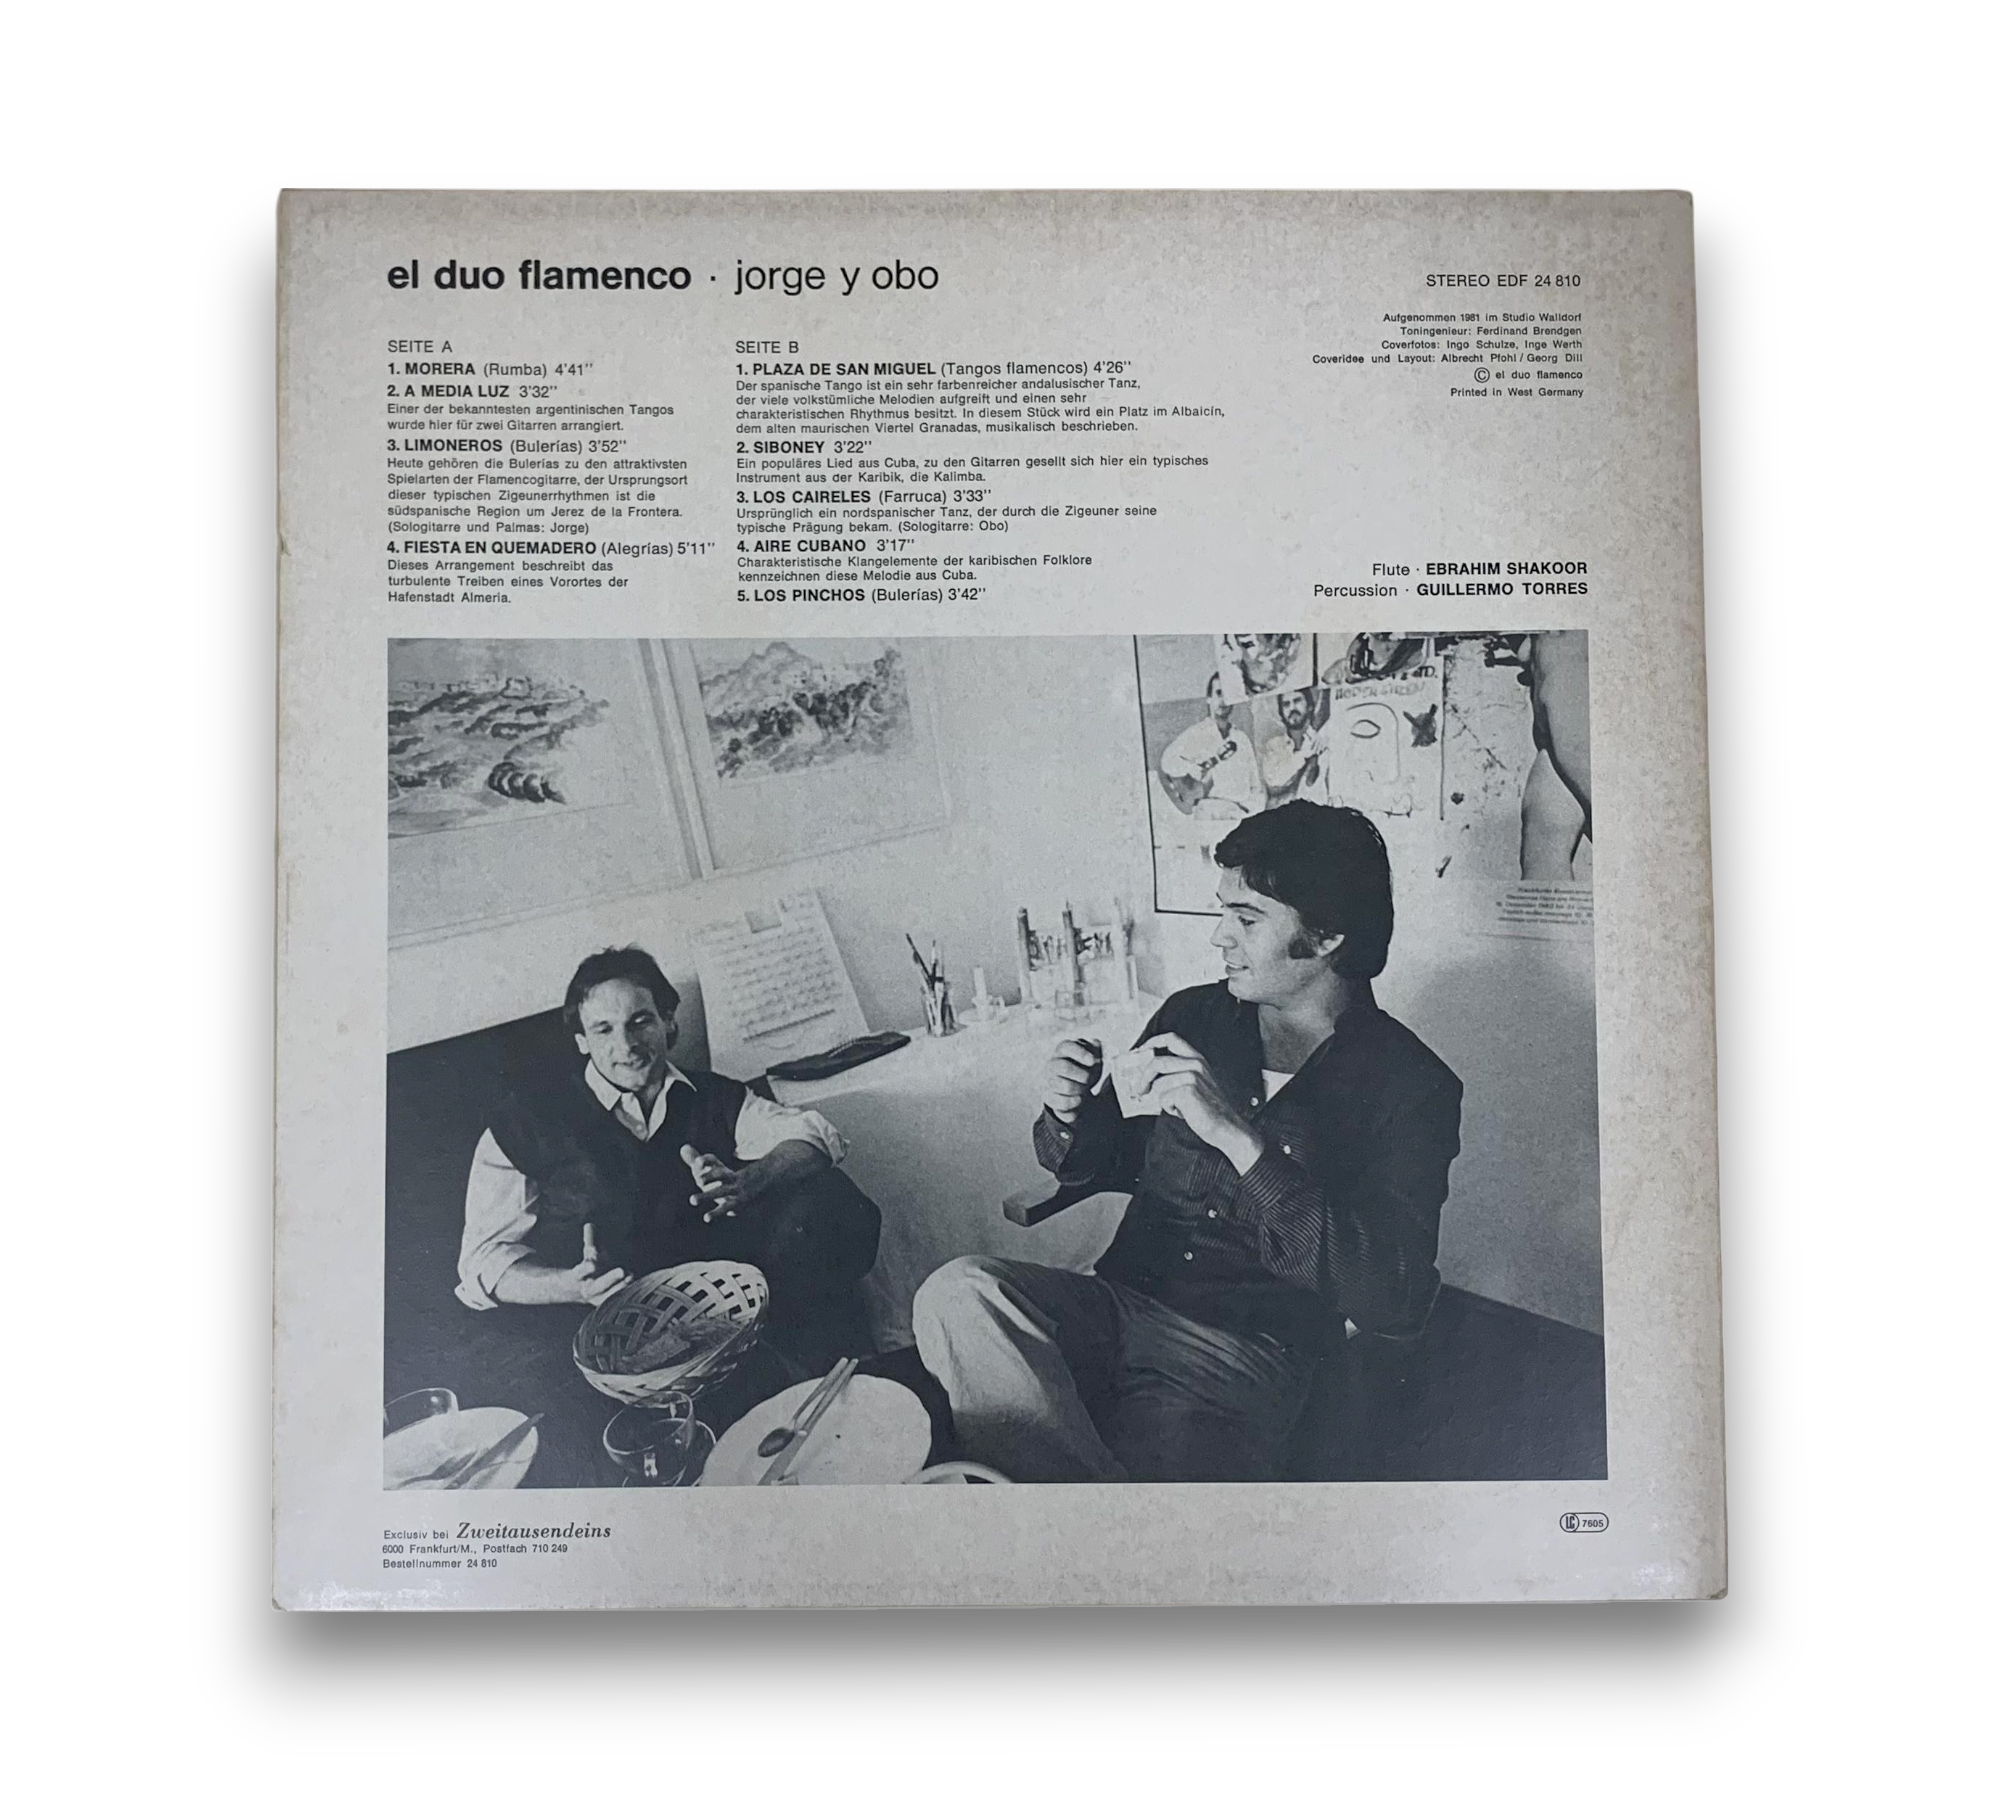 el duo flamenco · jorge y obo
STEREO EDF 24 810
Aufgenommen 1981 im Studio Walldorf
Toningenieur: Ferdinand Brendgen
Coverfotos: Ingo Schulze, Inge Werth
Coveridee und Layout: Albrecht Pfohl / Georg Dill
© el duo flamenco
Printed in West Germany
SEITE A
1. MORERA (Rumba) 4'41''
2. A MEDIA LUZ 3'32''
Einer der bekanntesten argentinischen Tangos
wurde hier für zwei Gitarren arrangiert.
3. LIMONEROS (Bulerías) 3'52''
Heute gehören die Bulerías zu den attraktivsten
Spielarten der Flamencogitarre, der Ursprungsort
dieser typischen Zigeunerrhythmen ist die
südspanische Region um Jerez de la Frontera.
(Sologitarre und Palmas: Jorge)
4. FIESTA EN QUEMADERO (Alegrías) 5'11''
Dieses Arrangement beschreibt das
turbulente Treiben eines Vorortes der
Hafenstadt Almeria.
SEITE B
1. PLAZA DE SAN MIGUEL (Tangos flamencos) 4'26''
Der spanische Tango ist ein sehr farbenreicher andalusischer Tanz,
der viele volkstümliche Melodien aufgreift und einen sehr
charakteristischen Rhythmus besitzt. In diesem Stück wird ein Platz im Albaicín,
dem alten maurischen Viertel Granadas, musikalisch beschrieben.
2. SIBONEY 3'22''
Ein populäres Lied aus Cuba, zu den Gitarren gesellt sich hier ein typisches
Instrument aus der Karibik, die Kalimba.
3. LOS CAIRELES (Farruca) 3'33''
Ursprünglich ein nordspanischer Tanz, der durch die Zigeuner seine
typische Prägung bekam. (Sologitarre: Obo)
4. AIRE CUBANO 3'17''
Charakteristische Klangelemente der karibischen Folklore
kennzeichnen diese Melodie aus Cuba.
5. LOS PINCHOS (Bulerías) 3'42''
Flute · EBRAHIM SHAKOOR
Percussion · GUILLERMO TORRES
Exclusiv bei Zweitausendeins
6000 Frankfurt/M., Postfach 710 249
Bestellnummer 24 810
LC 7605